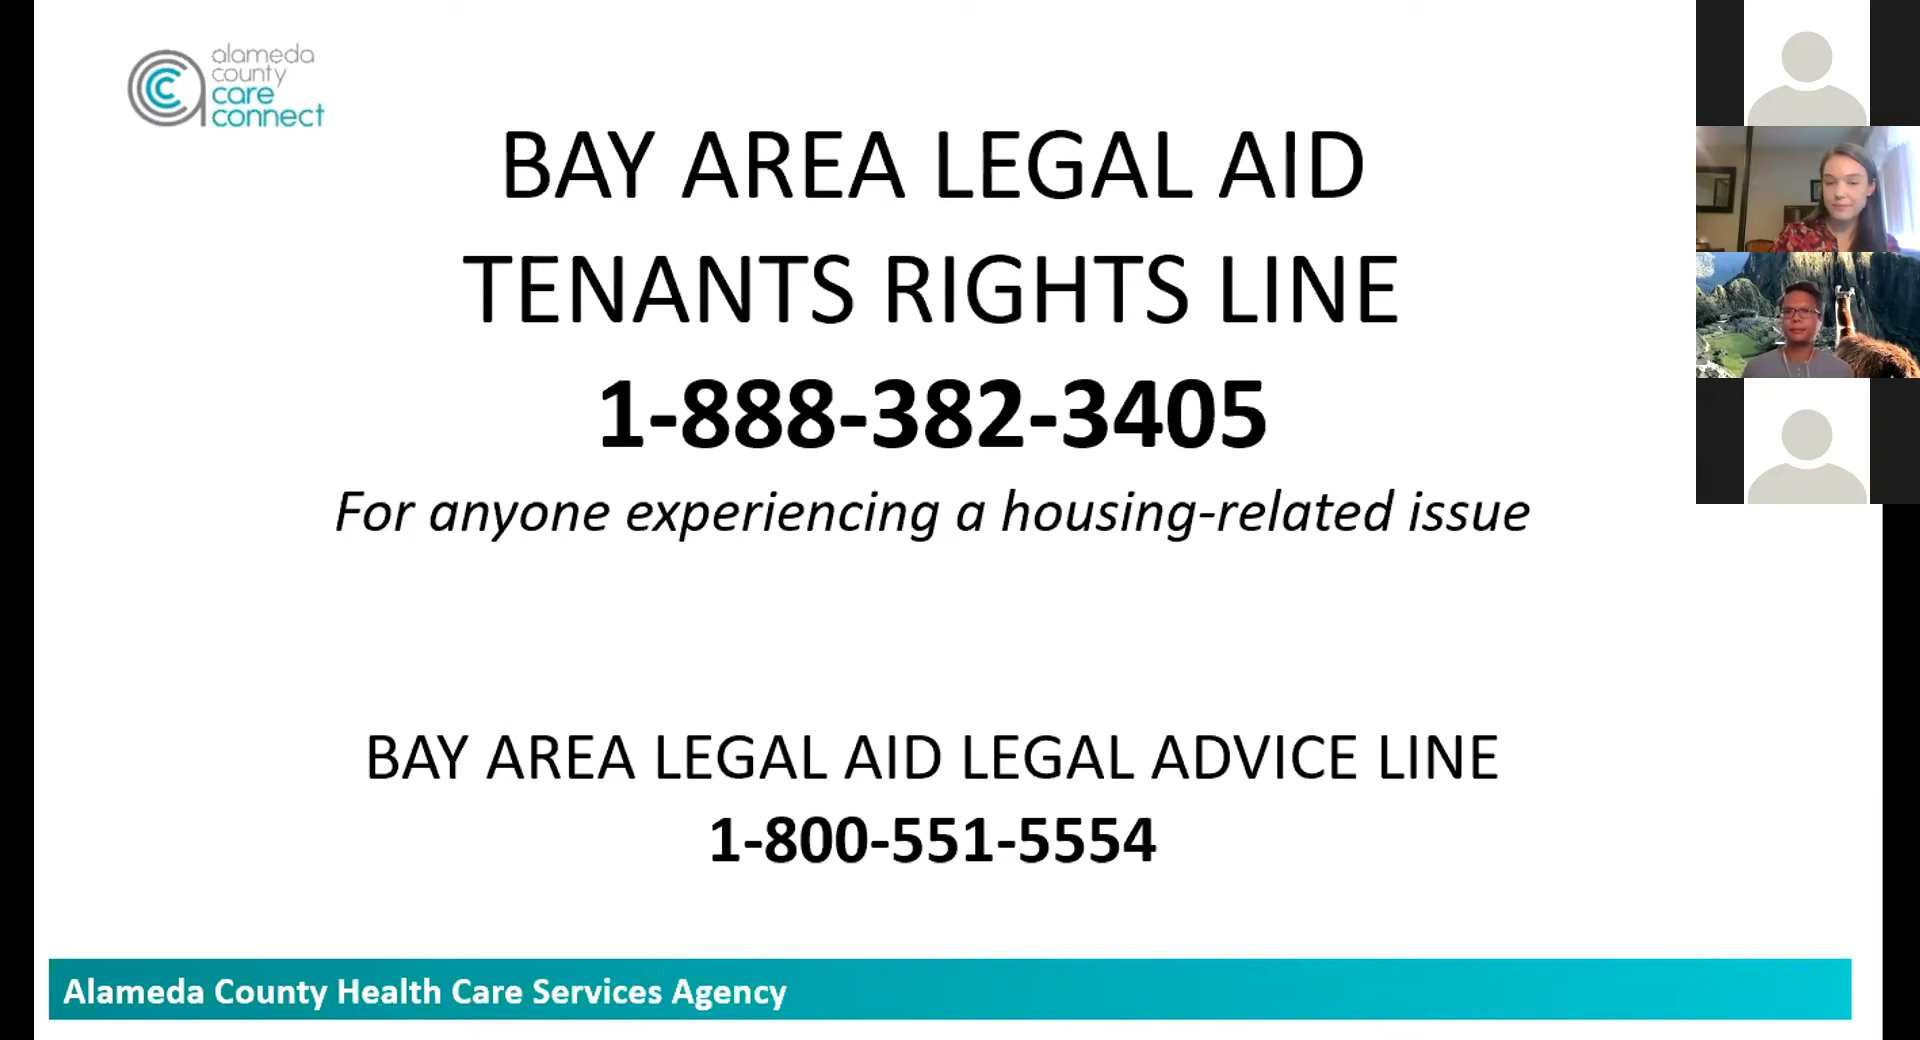 alameda
county
care
connect
BAY AREA LEGAL AID
TENANTS RIGHTS LINE
1-888-382-3405
For anyone experiencing a housing-related issue
BAY AREA LEGAL AID LEGAL ADVICE LINE
1-800-551-5554
Alameda County Health Care Services Agency